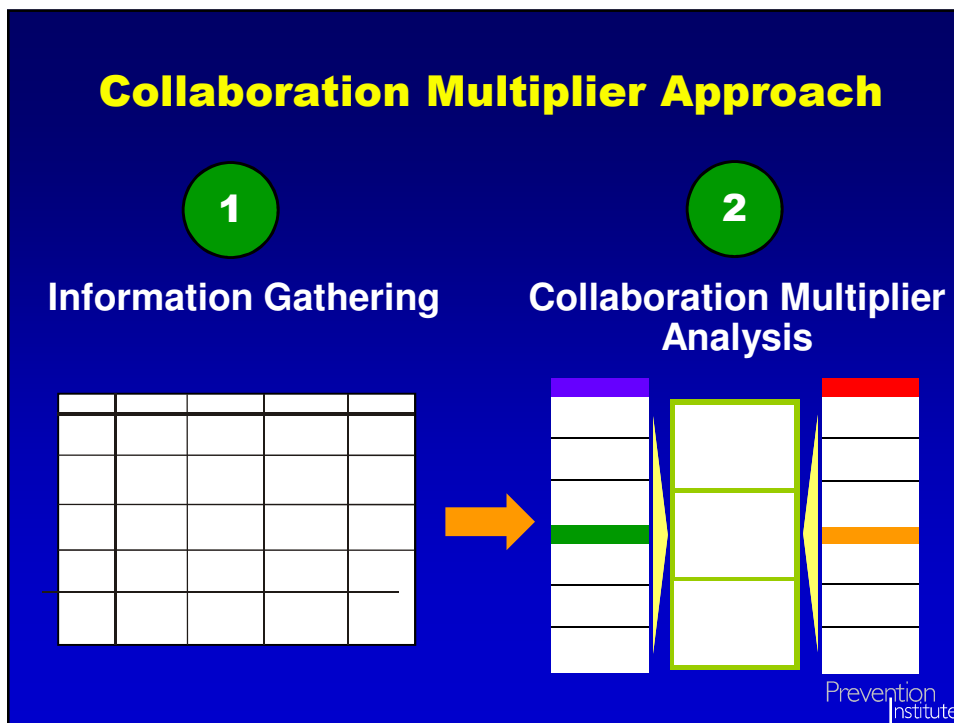 Collaboration Multiplier Approach
1
2
Information Gathering
Collaboration Multiplier
Analysis
Prevention
Institute